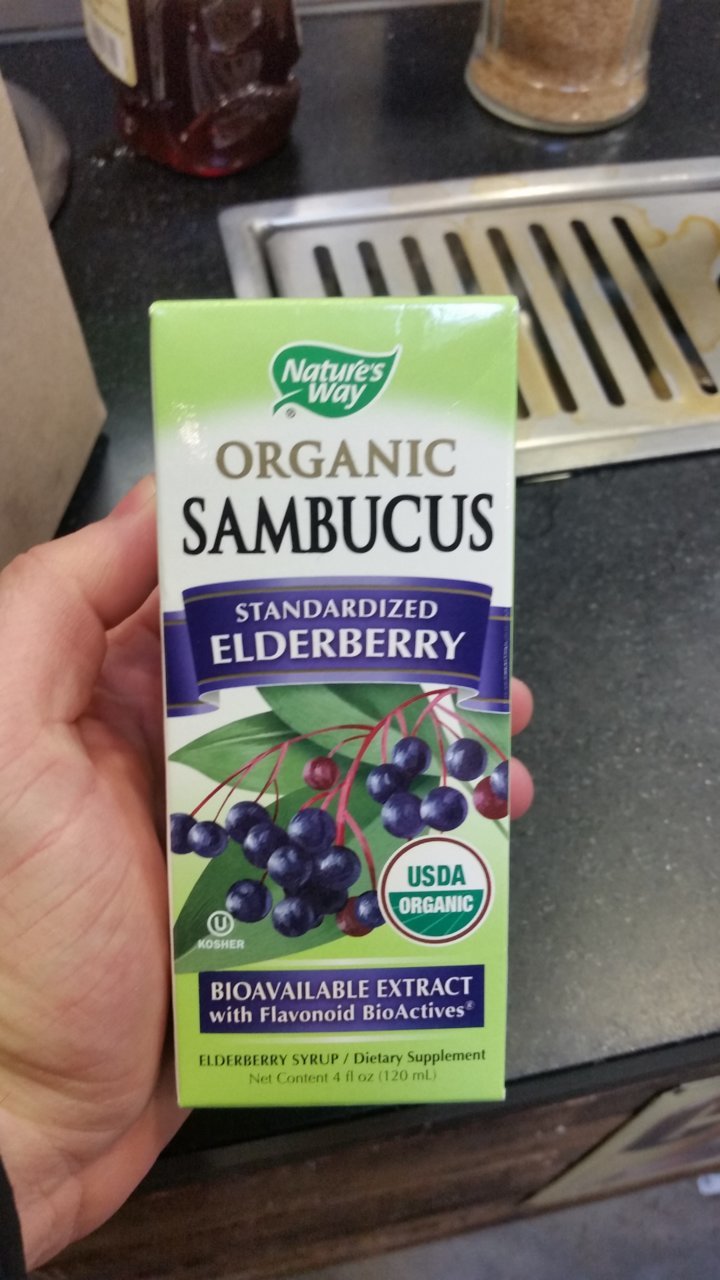 Nature's
Way®
ORGANIC
SAMBUCUS
STANDARDIZED
ELDERBERRY
USDA
ORGANIC
U
KOSHER
BIOAVAILABLE EXTRACT
with Flavonoid BioActives®
ELDERBERRY SYRUP / Dietary Supplement
Net Content 4 fl oz (120 mL)